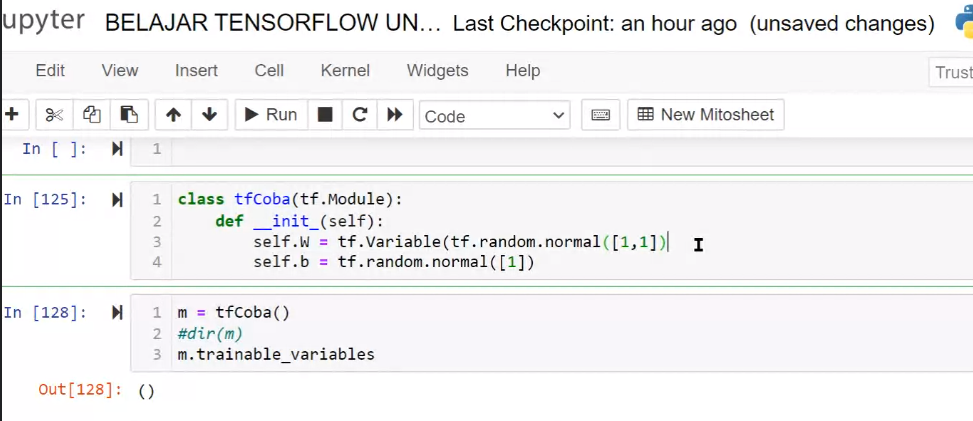 upyter BELAJAR TENSORFLOW UN... Last Checkpoint: an hour ago (unsaved changes)
Edit View Insert Cell Kernel Widgets Help Trust
Run Code New Mitosheet
In [ ]: 1
In [125]: 1 class tfCoba(tf.Module):
2 def __init_(self):
3 self.W = tf.Variable(tf.random.normal([1,1])
4 self.b = tf.random.normal([1])
In [128]: 1 m = tfCoba()
2 #dir(m)
3 m.trainable_variables
Out[128]: ()